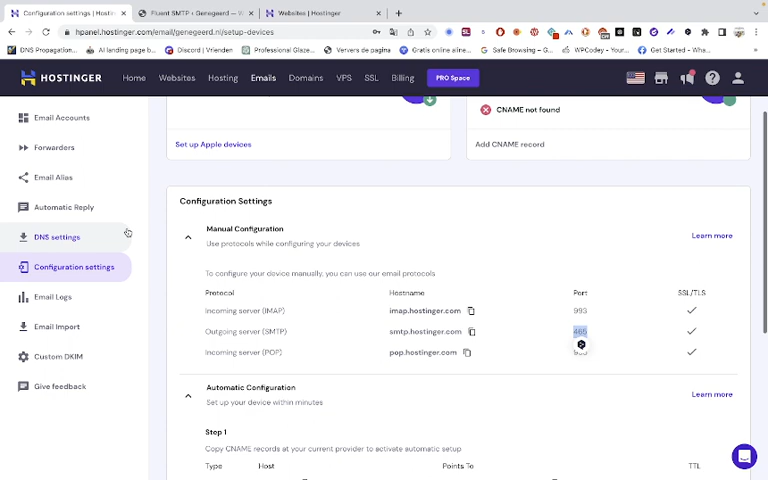 Configuration settings | Hostin
Fluent SMTP ‹ Genegeerd — W
Websites | Hostinger
hpanel.hostinger.com/email/genegeerd.nl/setup-devices
DNS Propagation...
AI landing page b...
Discord | Vrienden
Professional Glaze...
Ververs de pagina
Gratis online aline...
Safe Browsing – G...
WPCodey - Your...
Get Started - Wha...
HOSTINGER
Home
Websites
Hosting
Emails
Domains
VPS
SSL
Billing
PRO Space
Email Accounts
Forwarders
Email Alias
Automatic Reply
DNS settings
Configuration settings
Email Logs
Email Import
Custom DKIM
Give feedback
CNAME not found
Set up Apple devices
Add CNAME record
Configuration Settings
Manual Configuration
Learn more
Use protocols while configuring your devices
To configure your device manually, you can use our email protocols
Protocol Hostname Port SSL/TLS
Incoming server (IMAP) imap.hostinger.com 993
Outgoing server (SMTP) smtp.hostinger.com 465
Incoming server (POP) pop.hostinger.com
Automatic Configuration
Learn more
Set up your device within minutes
Step 1
Copy CNAME records at your current provider to activate automatic setup
Type Host Points To TTL